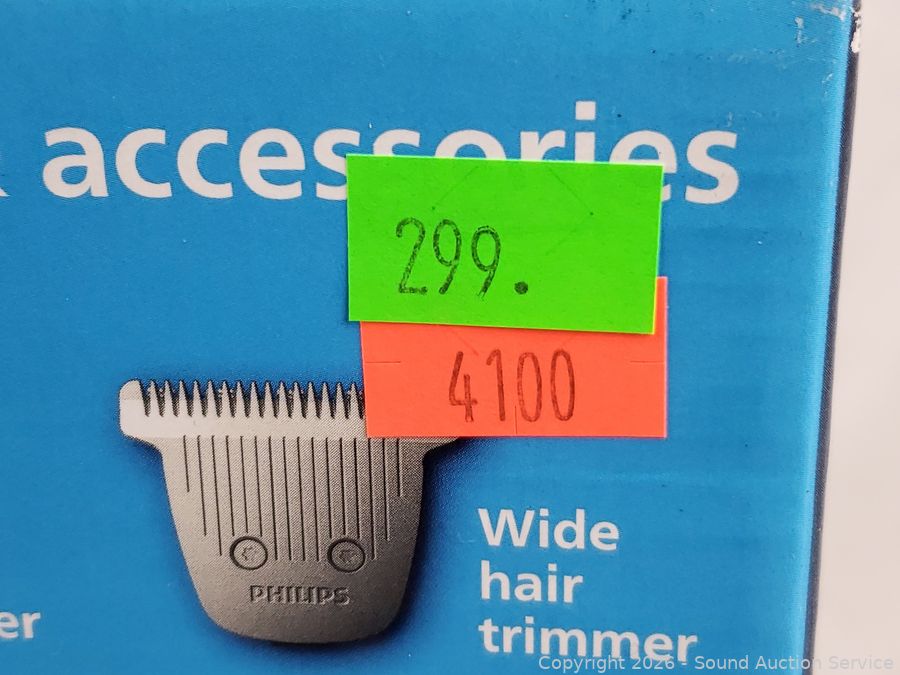 accessories
299.
4100
PHILIPS
Wide
hair
trimmer
er
Copyright 2026 - Sound Auction Service